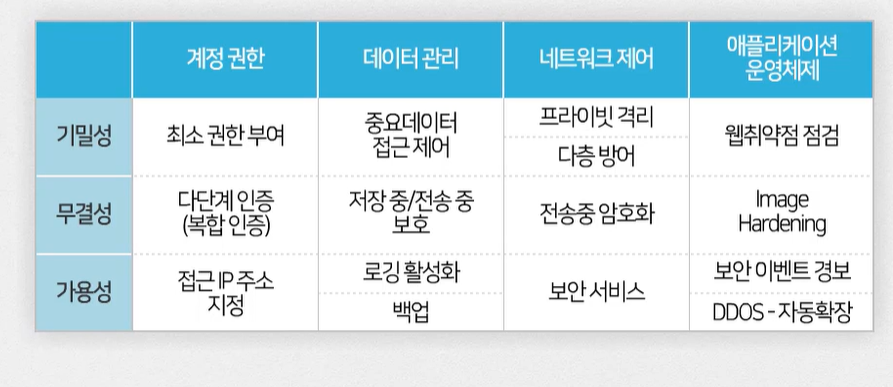 계정 권한
데이터 관리
네트워크 제어
애플리케이션
운영체제
기밀성
최소 권한 부여
중요데이터
접근 제어
프라이빗 격리
다층 방어
웹취약점 점검
무결성
다단계 인증
(복합 인증)
저장 중/전송 중
보호
전송중 암호화
Image
Hardening
가용성
접근 IP 주소
지정
로깅 활성화
백업
보안 서비스
보안 이벤트 경보
DDOS - 자동확장